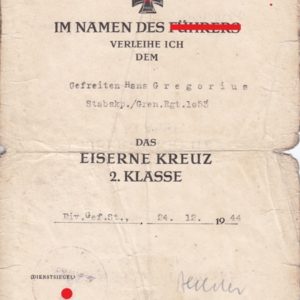 IM NAMEN DES FÜHRERS
VERLEIHE ICH
DEM
Gefreiten Hans Gregorius
Stabskp./Gren.Rgt.1o53
DAS
EISERNE KREUZ
2. KLASSE
Div.Gef.St., 24. 12. 1944
(DIENSTSIEGEL)